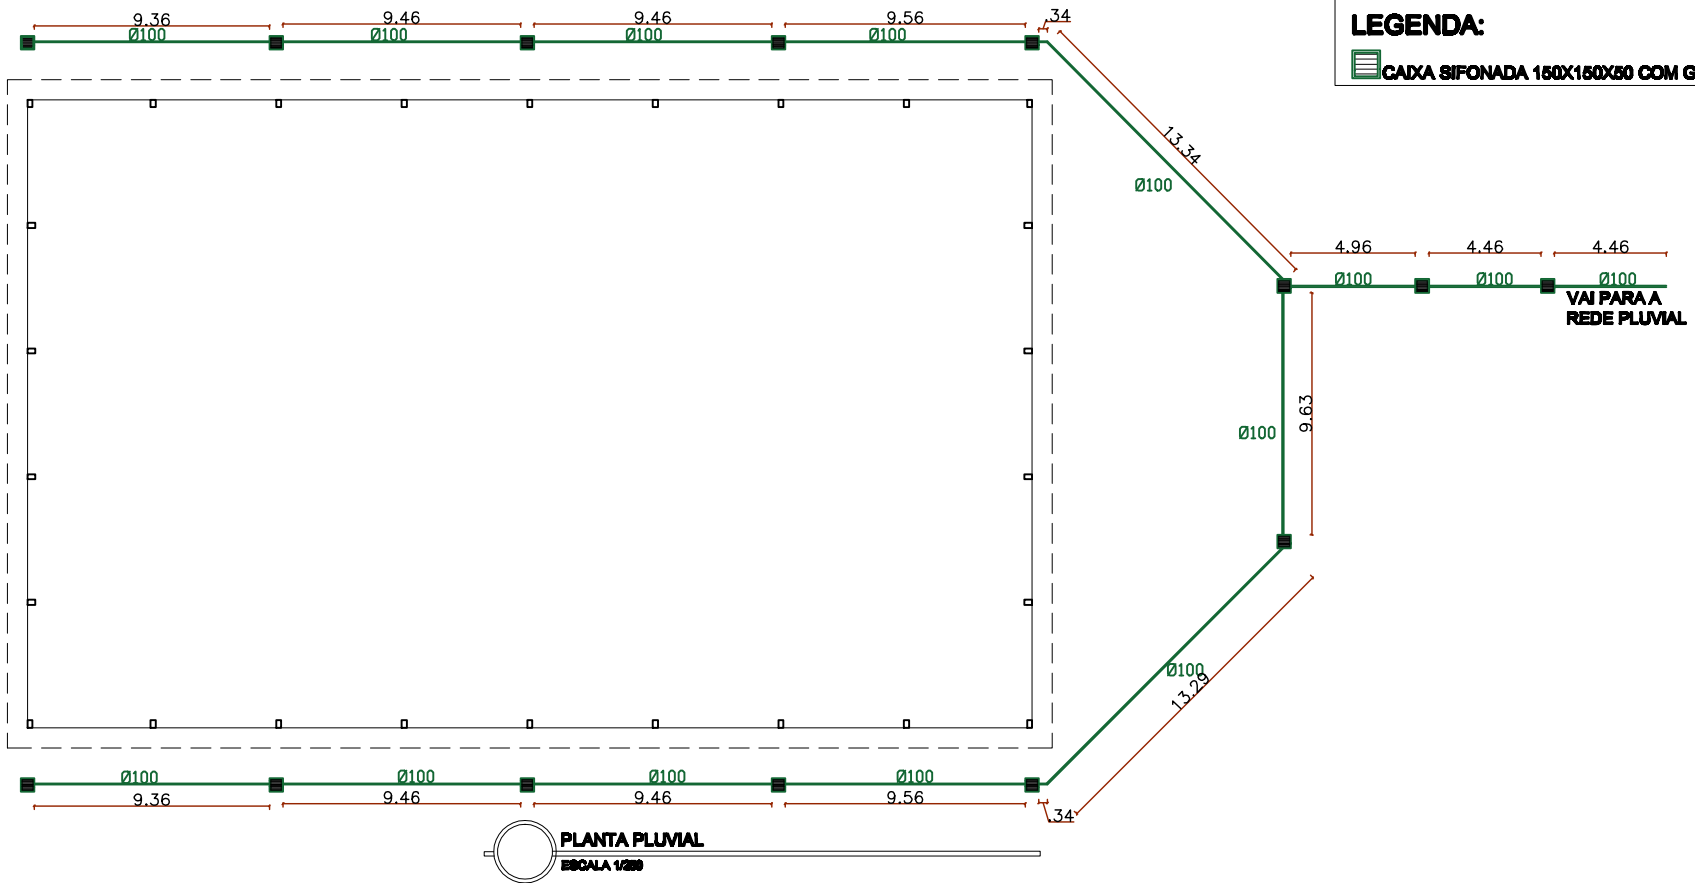 9.36 9.46 9.46 9.56 .34
Ø100 Ø100 Ø100 Ø100
LEGENDA:
CAIXA SIFONADA 150X150X50 COM G
13.34
Ø100
4.96 4.46 4.46
Ø100 Ø100 Ø100
VAI PARA A
REDE PLUVIAL
9.63
Ø100
Ø100
13.29
Ø100 Ø100 Ø100 Ø100
9.36 9.46 9.46 9.56 .34
PLANTA PLUVIAL
ESCALA